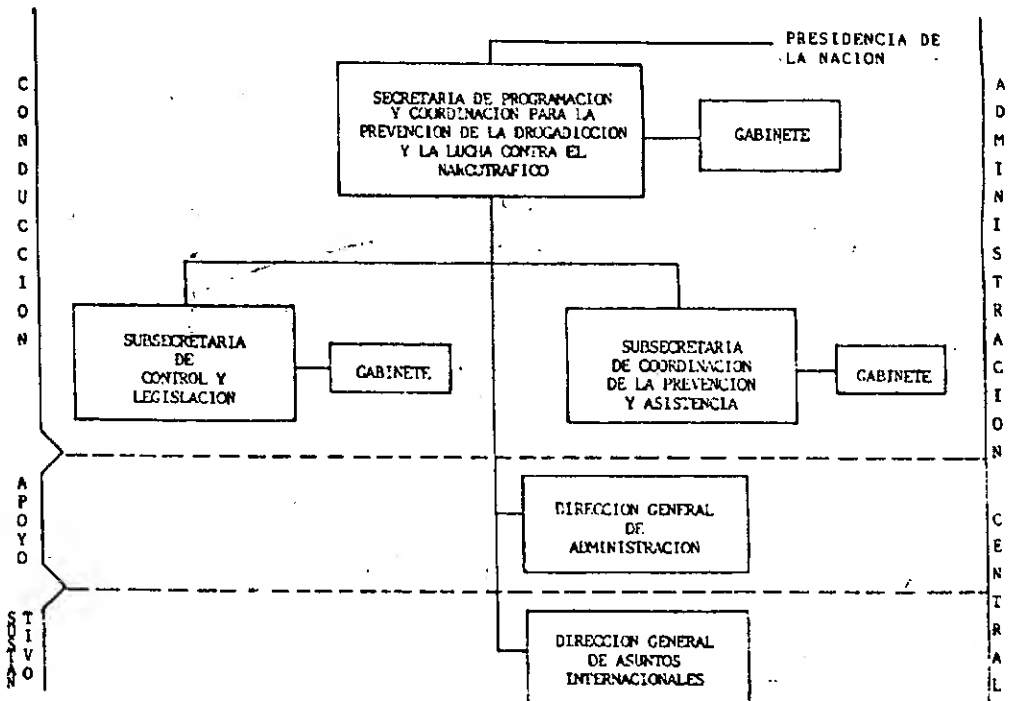 PRESIDENCIA DE
LA NACION
SECRETARIA DE PROGRAMACION
Y COORDINACION PARA LA
PREVENCION DE LA DROGADICCION
Y LA LUCHA CONTRA EL
NARCOTRAFICO
GABINETE
SUBSECRETARIA
DE
CONTROL Y
LEGISLACION
GABINETE
SUBSECRETARIA
DE COORDINACION
DE LA PREVENCION
Y ASISTENCIA
GABINETE
DIRECCION GENERAL
DE
ADMINISTRACION
DIRECCION GENERAL
DE ASUNTOS
INTERNACIONALES
CONDUCCION
APOYO
SUSTAN
TIVO
ADMINISTRACION CENTRAL